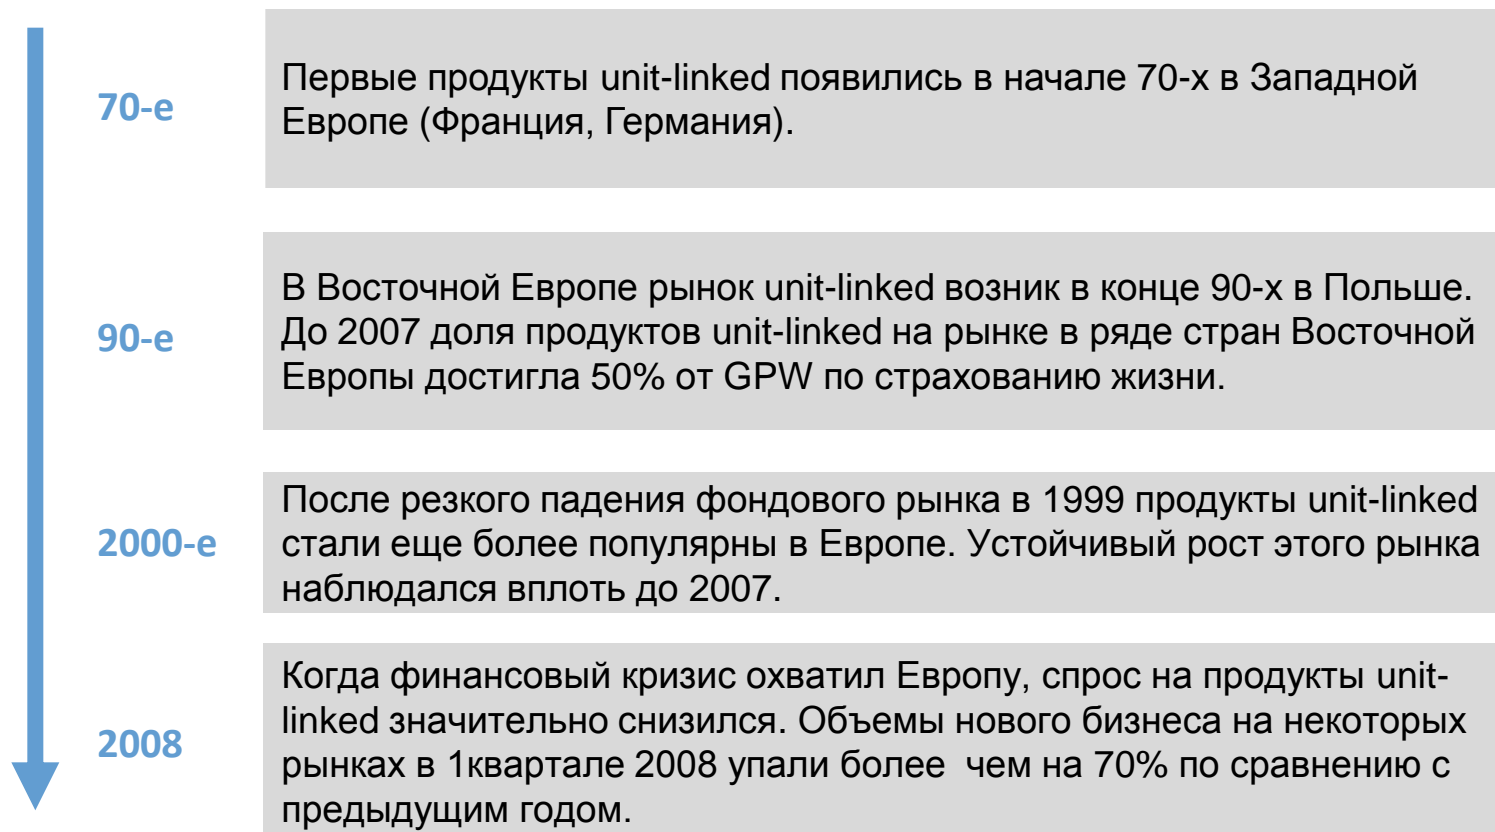 70-е
Первые продукты unit-linked появились в начале 70-х в Западной
Европе (Франция, Германия).
90-е
В Восточной Европе рынок unit-linked возник в конце 90-х в Польше.
До 2007 доля продуктов unit-linked на рынке в ряде стран Восточной
Европы достигла 50% от GPW по страхованию жизни.
2000-е
После резкого падения фондового рынка в 1999 продукты unit-linked
стали еще более популярны в Европе. Устойчивый рост этого рынка
наблюдался вплоть до 2007.
2008
Когда финансовый кризис охватил Европу, спрос на продукты unit-
linked значительно снизился. Объемы нового бизнеса на некоторых
рынках в 1квартале 2008 упали более  чем на 70% по сравнению с
предыдущим годом.